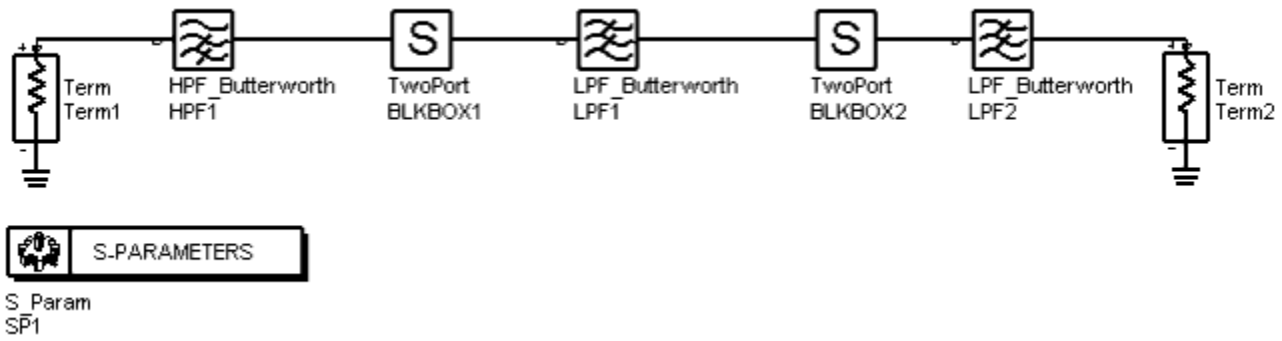 S
S
Term
Term1
HPF_Butterworth
HPF1
TwoPort
BLKBOX1
LPF_Butterworth
LPF1
TwoPort
BLKBOX2
LPF_Butterworth
LPF2
Term
Term2
S-PARAMETERS
S_Param
SP1